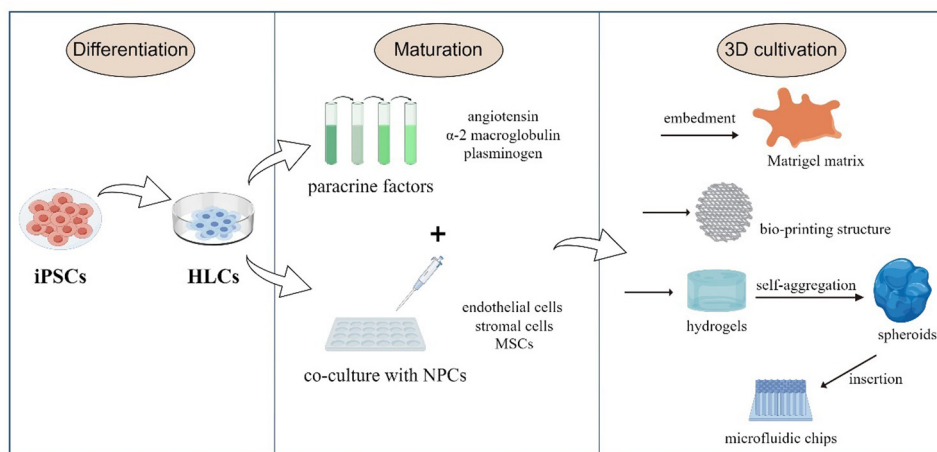 Differentiation
iPSCs
HLCs
Maturation
angiotensin
α-2 macroglobulin
plasminogen
paracrine factors
+
endothelial cells
stromal cells
MSCs
co-culture with NPCs
3D cultivation
embedment
Matrigel matrix
bio-printing structure
self-aggregation
hydrogels
spheroids
insertion
microfluidic chips